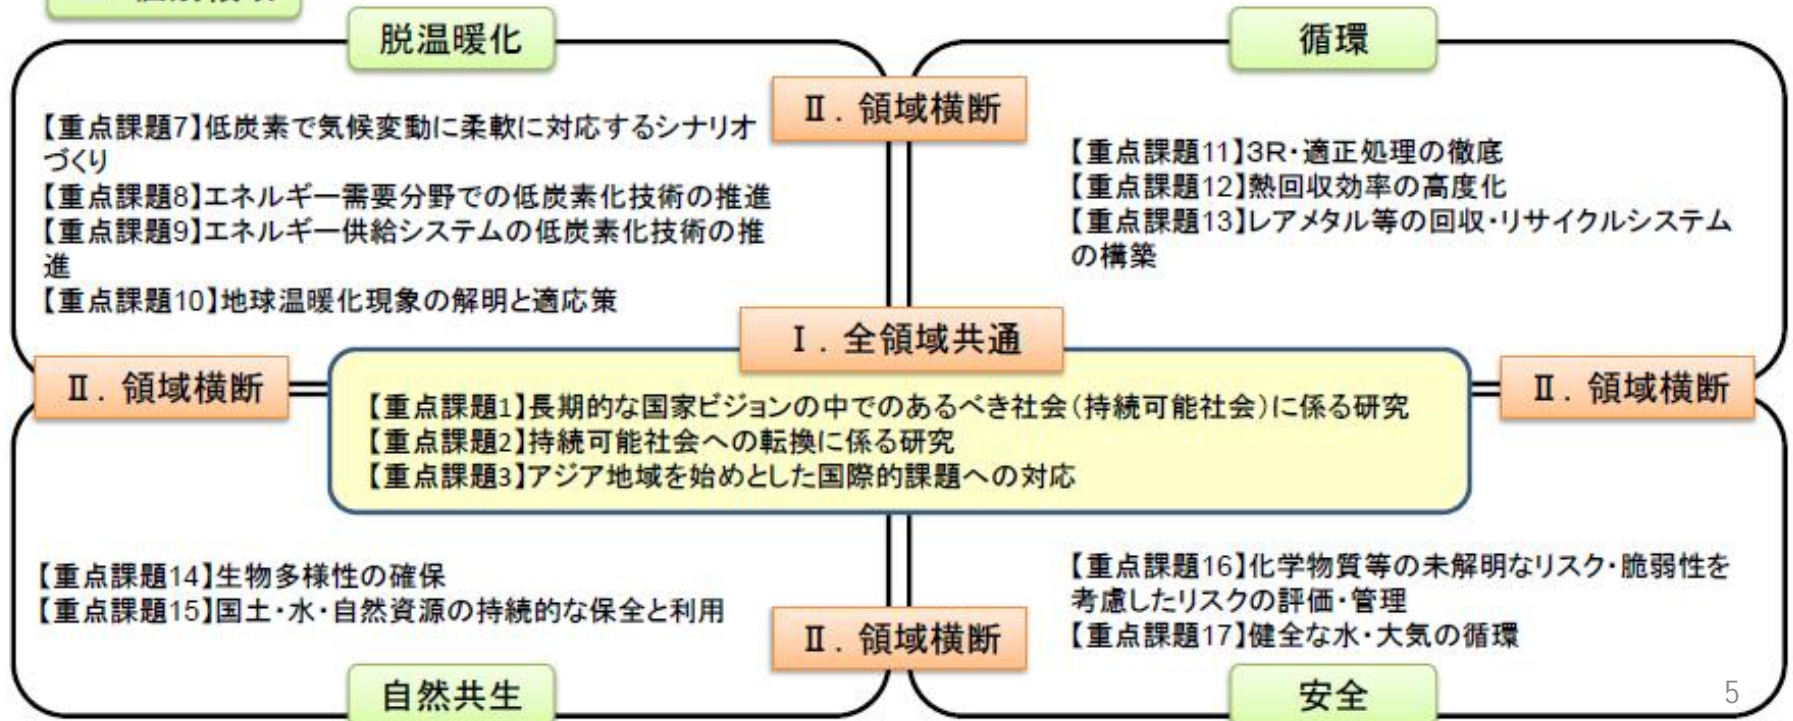 脱温暖化
循環
Ⅱ. 領域横断
【重点課題7】低炭素で気候変動に柔軟に対応するシナリオ
づくり
【重点課題8】エネルギー需要分野での低炭素化技術の推進
【重点課題9】エネルギー供給システムの低炭素化技術の推
進
【重点課題10】地球温暖化現象の解明と適応策
【重点課題11】3R・適正処理の徹底
【重点課題12】熱回収効率の高度化
【重点課題13】レアメタル等の回収・リサイクルシステム
の構築
Ⅰ. 全領域共通
Ⅱ. 領域横断
Ⅱ. 領域横断
【重点課題1】長期的な国家ビジョンの中でのあるべき社会（持続可能社会）に係る研究
【重点課題2】持続可能社会への転換に係る研究
【重点課題3】アジア地域を始めとした国際的課題への対応
【重点課題14】生物多様性の確保
【重点課題15】国土・水・自然資源の持続的な保全と利用
【重点課題16】化学物質等の未解明なリスク・脆弱性を
考慮したリスクの評価・管理
【重点課題17】健全な水・大気の循環
Ⅱ. 領域横断
自然共生
安全
5